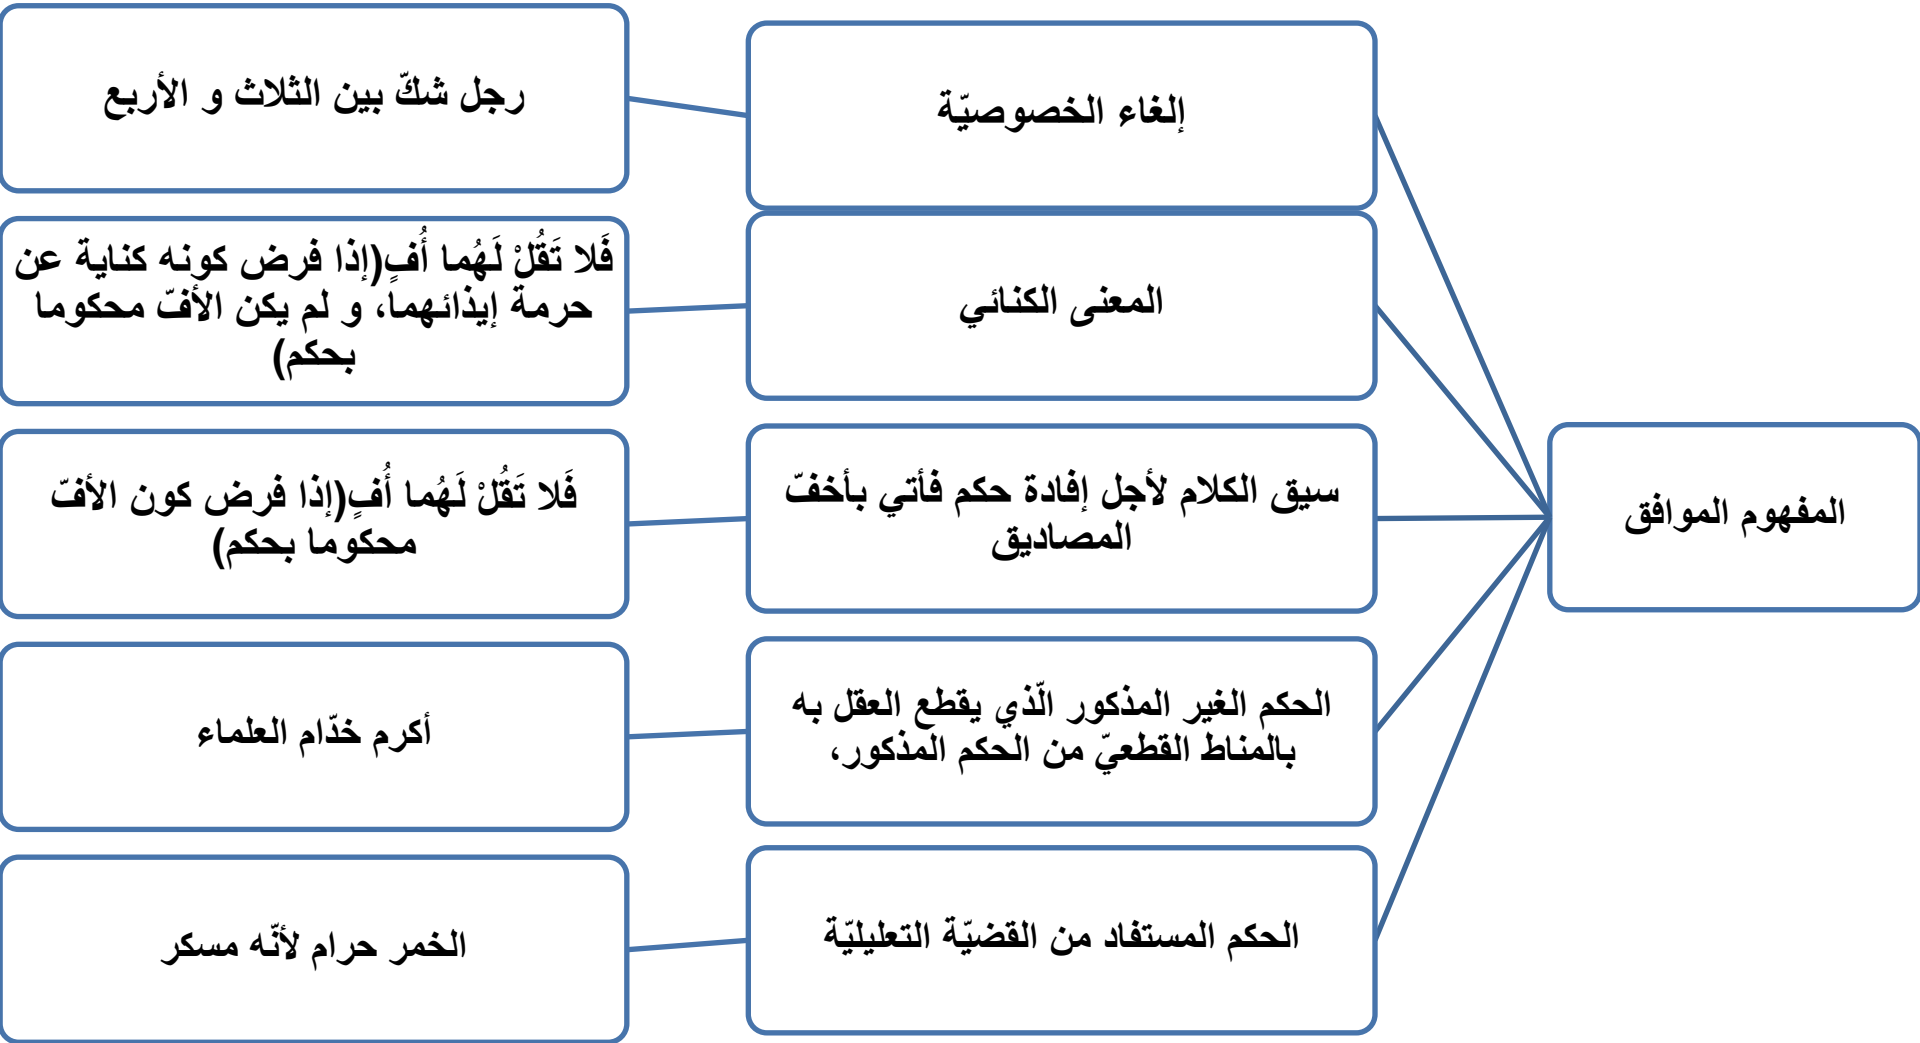 المفهوم الموافق
إلغاء الخصوصيّة
رجل شكّ بين الثلاث و الأربع
المعنى الكنائي
فَلا تَقُلْ لَهُما أُفٍ(إذا فرض كونه كناية عن
حرمة إيذائهما، و لم يكن الأفّ محكوما
بحكم)
سيق الكلام لأجل إفادة حكم فأتي بأخفّ
المصاديق
فَلا تَقُلْ لَهُما أُفٍ(إذا فرض كون الأفّ
محكوما بحكم)
الحكم الغير المذكور الّذي يقطع العقل به
بالمناط القطعيّ من الحكم المذكور،
أكرم خدّام العلماء
الحكم المستفاد من القضيّة التعليليّة
الخمر حرام لأنّه مسكر